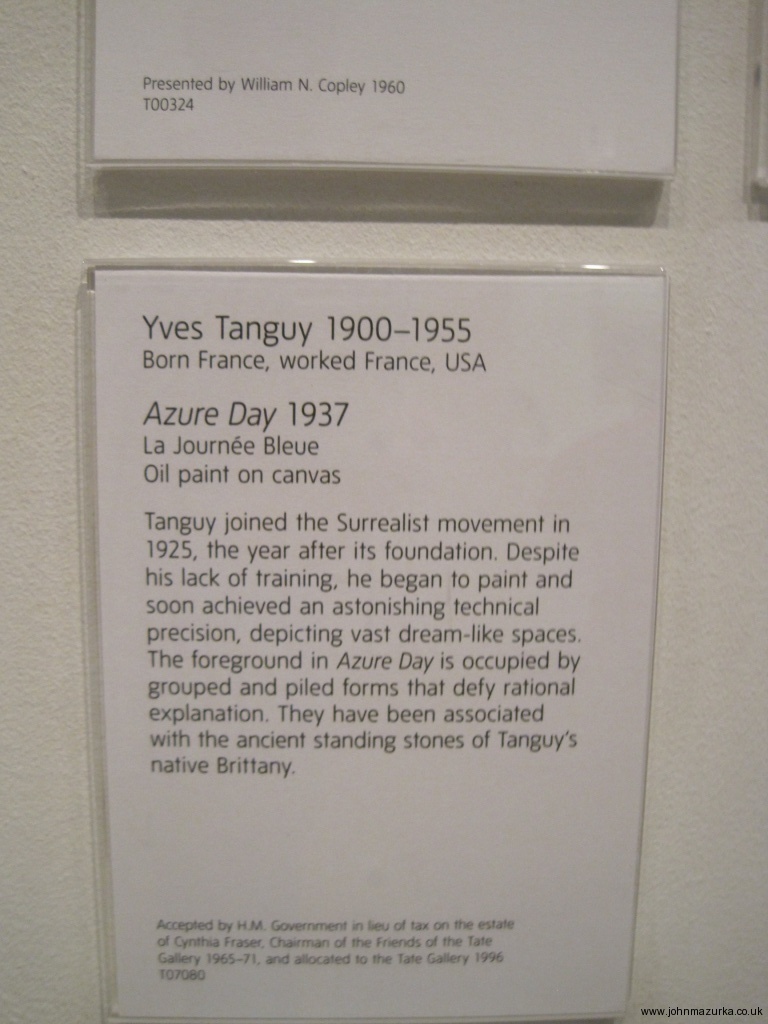 Presented by William N. Copley 1960
T00324
Yves Tanguy 1900–1955
Born France, worked France, USA
Azure Day 1937
La Journée Bleue
Oil paint on canvas
Tanguy joined the Surrealist movement in
1925, the year after its foundation. Despite
his lack of training, he began to paint and
soon achieved an astonishing technical
precision, depicting vast dream-like spaces.
The foreground in Azure Day is occupied by
grouped and piled forms that defy rational
explanation. They have been associated
with the ancient standing stones of Tanguy's
native Brittany.
Accepted by H.M. Government in lieu of tax on the estate
of Cynthia Fraser, Chairman of the Friends of the Tate
Gallery 1965–71, and allocated to the Tate Gallery 1996
T07080
www.johnmazurka.co.uk